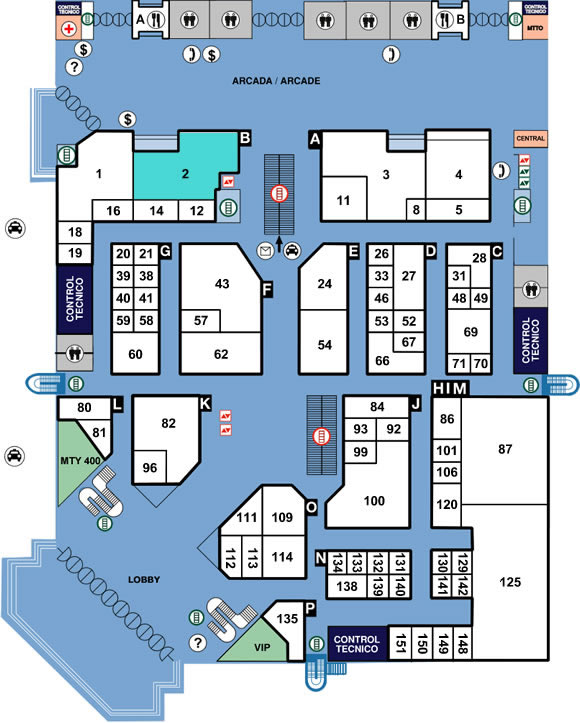 CONTROL
TECNICO
A
B
CONTROL
TECNICO
MTTO
$
$
$
?
ARCADA / ARCADE
$
CENTRAL
B
A
1
2
3
4
11
16
14
12
8
5
18
19
G
F
E
D
C
20
21
39
38
40
41
59
58
60
43
57
62
24
54
26
33
27
46
53
52
67
66
28
31
48
49
69
71
70
CONTROL
TECNICO
CONTROL
TECNICO
L
K
J
H I M
80
81
MTY 400
82
96
84
93
92
99
100
86
101
106
120
87
125
O
111
109
112
113
114
N
134
133
132
131
138
139
140
130
129
141
142
LOBBY
P
135
VIP
?
CONTROL
TECNICO
151
150
149
148